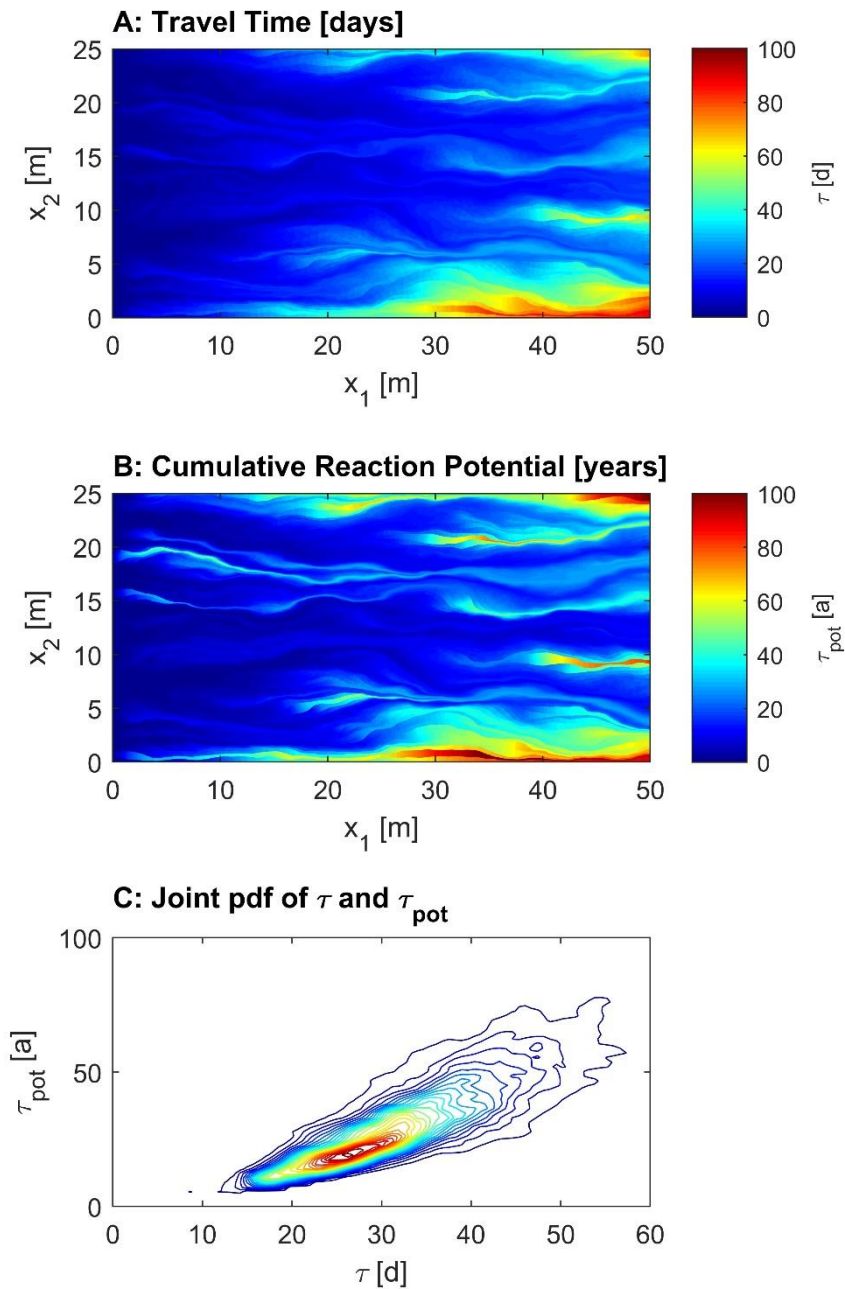 A: Travel Time [days]
25
20
15
10
5
0
x₂ [m]
0 10 20 30 40 50
x₁ [m]
100
80
60
40
20
0
τ [d]
B: Cumulative Reaction Potential [years]
25
20
15
10
5
0
x₂ [m]
0 10 20 30 40 50
x₁ [m]
100
80
60
40
20
0
τpot [a]
C: Joint pdf of τ and τpot
100
50
0
τpot [a]
0 10 20 30 40 50 60
τ [d]